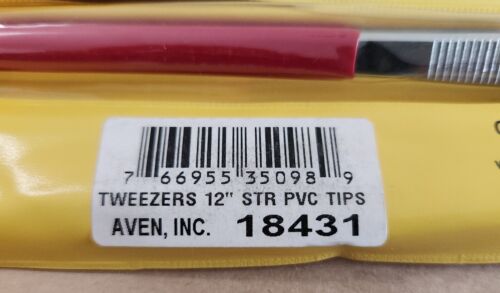 7 66955 35098 9
TWEEZERS 12" STR PVC TIPS
AVEN, INC. 18431